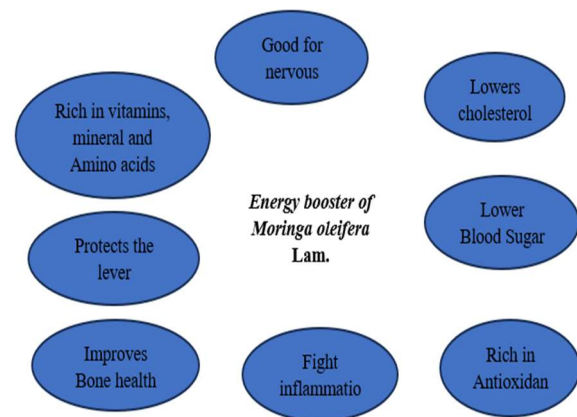 Good for
nervous
Lowers
cholesterol
Rich in vitamins,
mineral and
Amino acids
Energy booster of
Moringa oleifera
Lam.
Lower
Blood Sugar
Protects the
lever
Improves
Bone health
Fight
inflammatio
Rich in
Antioxidan